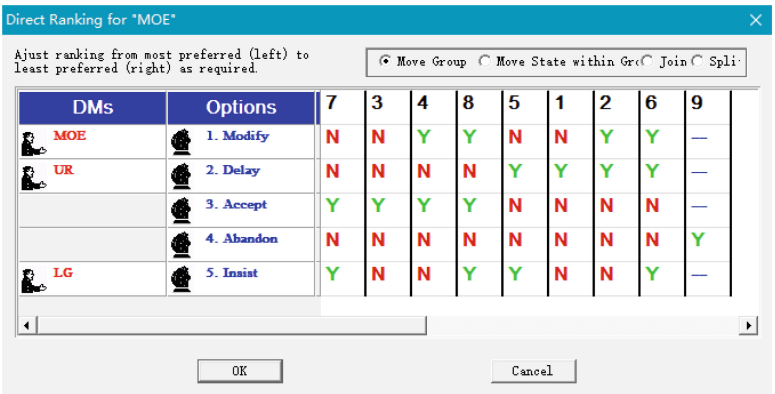 Direct Ranking for "MOE"
Ajust ranking from most preferred (left) to
least preferred (right) as required.
Move Group Move State within Gr Join Spli
DMs Options 7 3 4 8 5 1 2 6 9
MOE 1. Modify N N Y Y N N Y Y —
UR 2. Delay N N N N Y Y Y Y —
3. Accept Y Y Y Y N N N N —
4. Abandon N N N N N N N N Y
LG 5. Insist Y N N Y Y N N Y —
OK Cancel